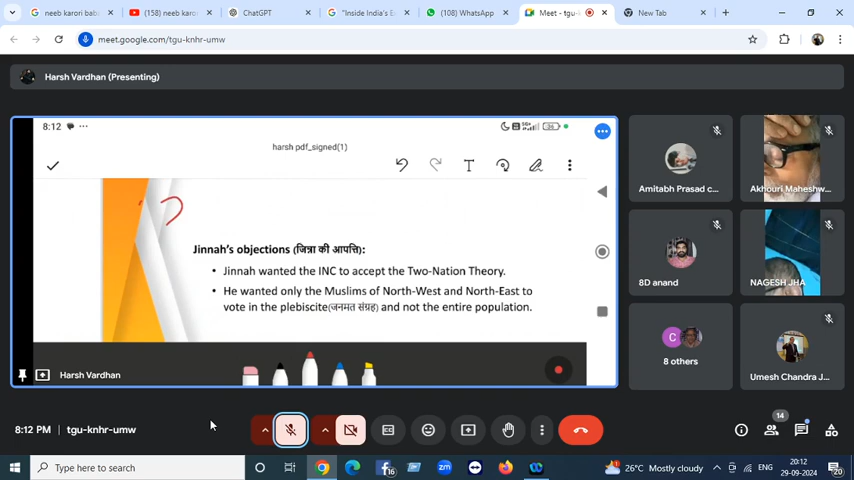 neeb karori bab
(158) neeb karo
ChatGPT
"Inside India's E
(108) WhatsApp
Meet - tgu-
New Tab
meet.google.com/tgu-knhr-umw
Harsh Vardhan (Presenting)
8:12
harsh pdf_signed(1)
Jinnah's objections (जिन्ना की आपत्ति):
• Jinnah wanted the INC to accept the Two-Nation Theory.
• He wanted only the Muslims of North-West and North-East to
vote in the plebiscite(जनमत संग्रह) and not the entire population.
Harsh Vardhan
Amitabh Prasad c...
Akhouri Maheshw...
8D anand
NAGESH JHA
C
8 others
Umesh Chandra J...
8:12 PM | tgu-knhr-umw
14
Type here to search
16
zm
26°C Mostly cloudy
ENG
20:12
29-09-2024
20